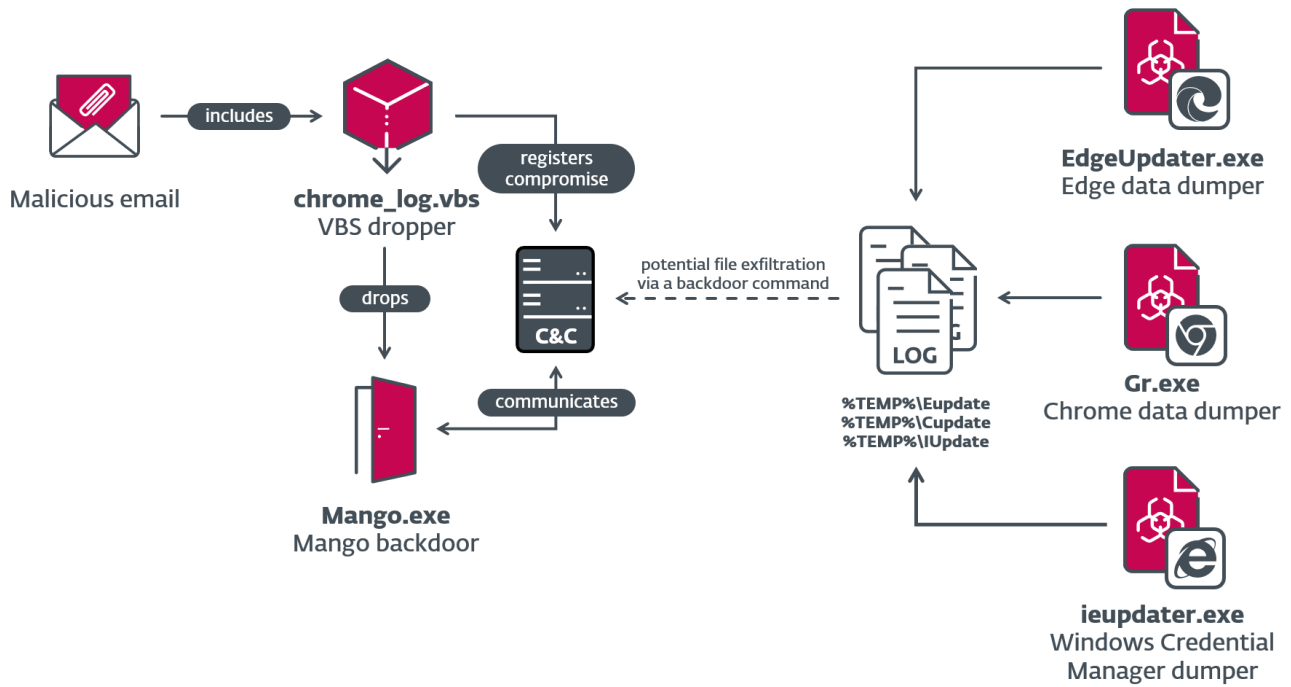 Malicious email
includes
chrome_log.vbs
VBS dropper
registers
compromise
drops
C&C
communicates
Mango.exe
Mango backdoor
potential file exfiltration
via a backdoor command
LOG
G
%TEMP%\Eupdate
%TEMP%\Cupdate
%TEMP%\IUpdate
EdgeUpdater.exe
Edge data dumper
Gr.exe
Chrome data dumper
ieupdater.exe
Windows Credential
Manager dumper